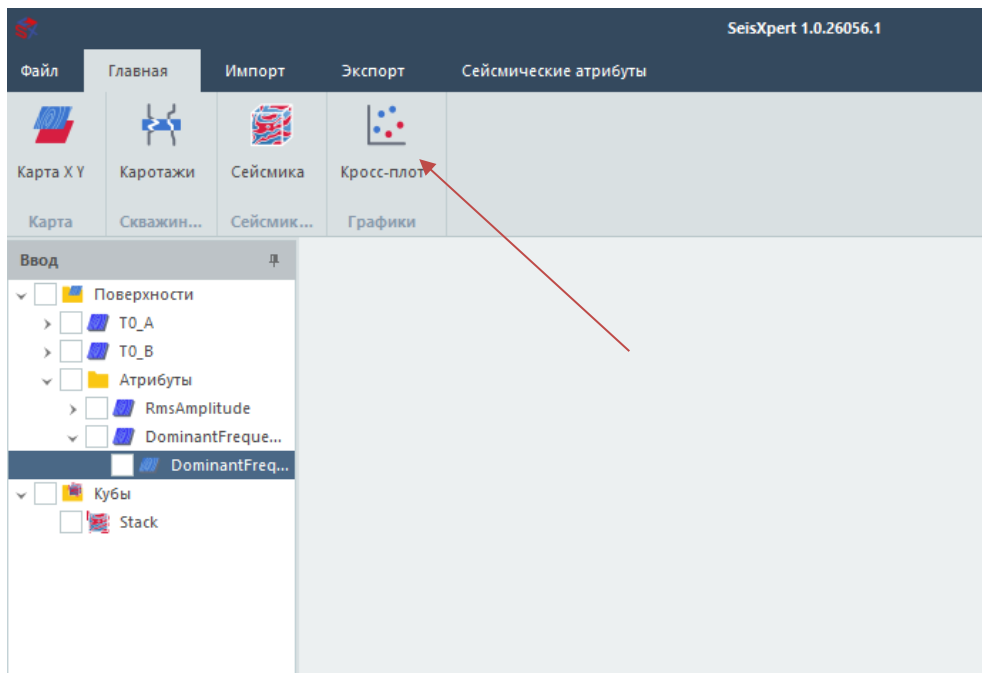 SeisXpert 1.0.26056.1
Файл Главная Импорт Экспорт Сейсмические атрибуты
Карта X Y Каротажи Сейсмика Кросс-плот
Карта Скважин... Сейсмик... Графики
Ввод
Поверхности
T0_A
T0_B
Атрибуты
RmsAmplitude
DominantFreque...
DominantFreq...
Кубы
Stack